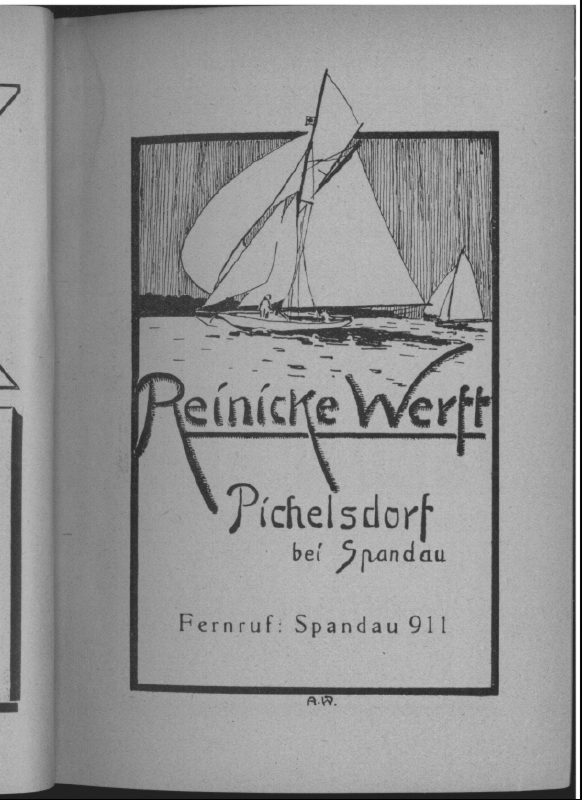 Reinicke Werft
Pichelsdorf
bei Spandau
Fernruf: Spandau 911
A.W.